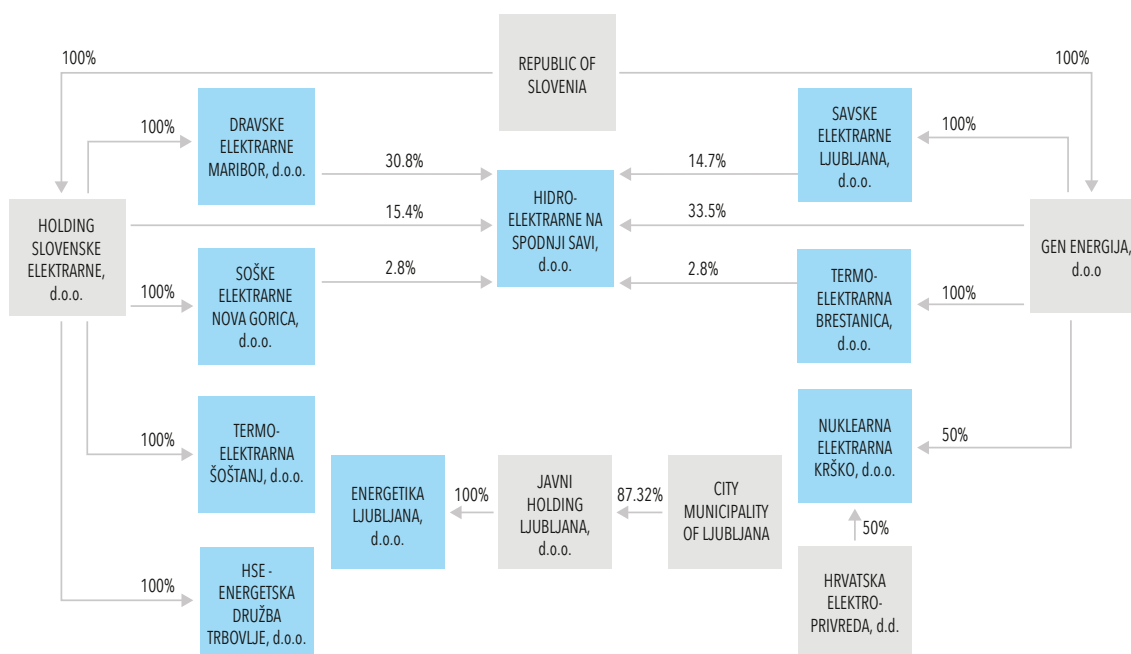 100%
REPUBLIC OF
SLOVENIA
100%
100%
DRAVSKE
ELEKTRARNE
MARIBOR, d.o.o.
30.8%
14.7%
SAVSKE
ELEKTRARNE
LJUBLJANA,
d.o.o.
100%
HOLDING
SLOVENSKE
ELEKTRARNE,
d.o.o.
15.4%
HIDRO-
ELEKTRARNE NA
SPODNJI SAVI,
d.o.o.
33.5%
GEN ENERGIJA,
d.o.o
100%
SOŠKE
ELEKTRARNE
NOVA GORICA,
d.o.o.
2.8%
2.8%
TERMO-
ELEKTRARNA
BRESTANICA,
d.o.o.
100%
100%
TERMO-
ELEKTRARNA
ŠOŠTANJ, d.o.o.
ENERGETIKA
LJUBLJANA,
d.o.o.
100%
JAVNI
HOLDING
LJUBLJANA,
d.o.o.
87.32%
CITY
MUNICIPALITY
OF LJUBLJANA
NUKLEARNA
ELEKTRARNA
KRŠKO, d.o.o.
50%
50%
100%
HSE -
ENERGETSKA
DRUŽBA
TRBOVLJE, d.o.o.
HRVATSKA
ELEKTRO-
PRIVREDA, d.d.